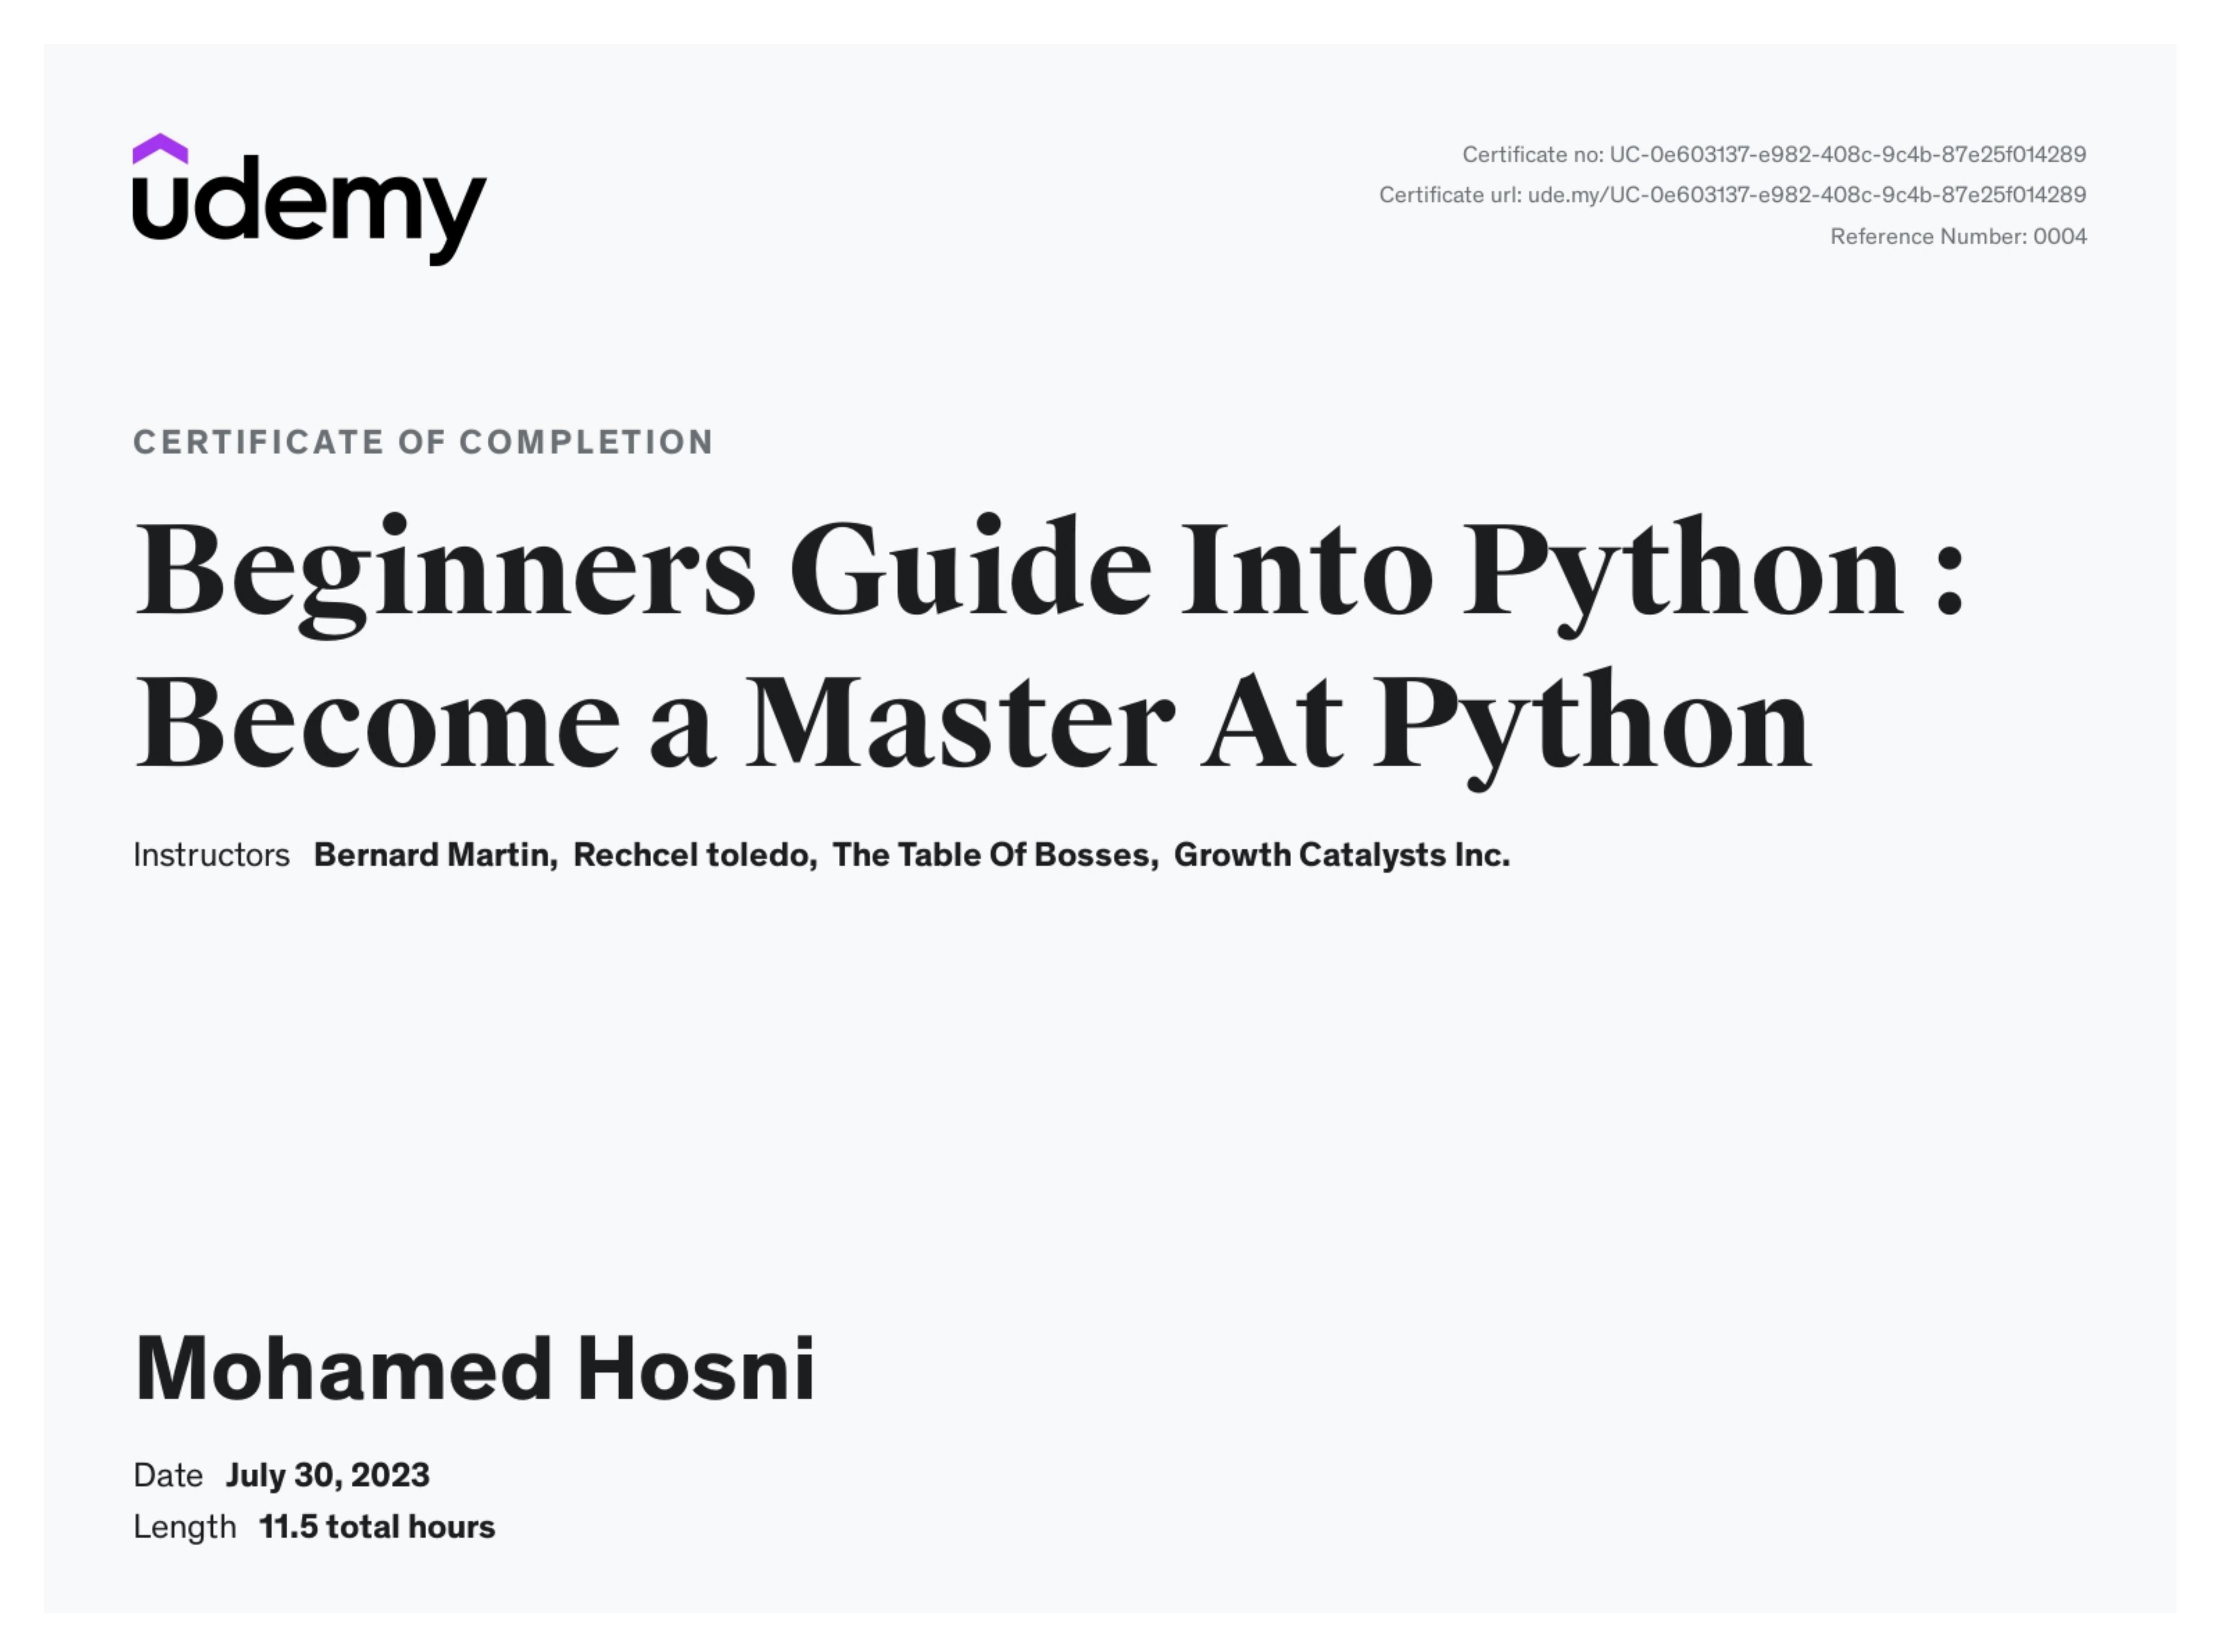 udemy
Certificate no: UC-0e603137-e982-408c-9c4b-87e25f014289
Certificate url: ude.my/UC-0e603137-e982-408c-9c4b-87e25f014289
Reference Number: 0004
CERTIFICATE OF COMPLETION
Beginners Guide Into Python :
Become a Master At Python
Instructors Bernard Martin, Rechcel toledo, The Table Of Bosses, Growth Catalysts Inc.
Mohamed Hosni
Date July 30, 2023
Length 11.5 total hours